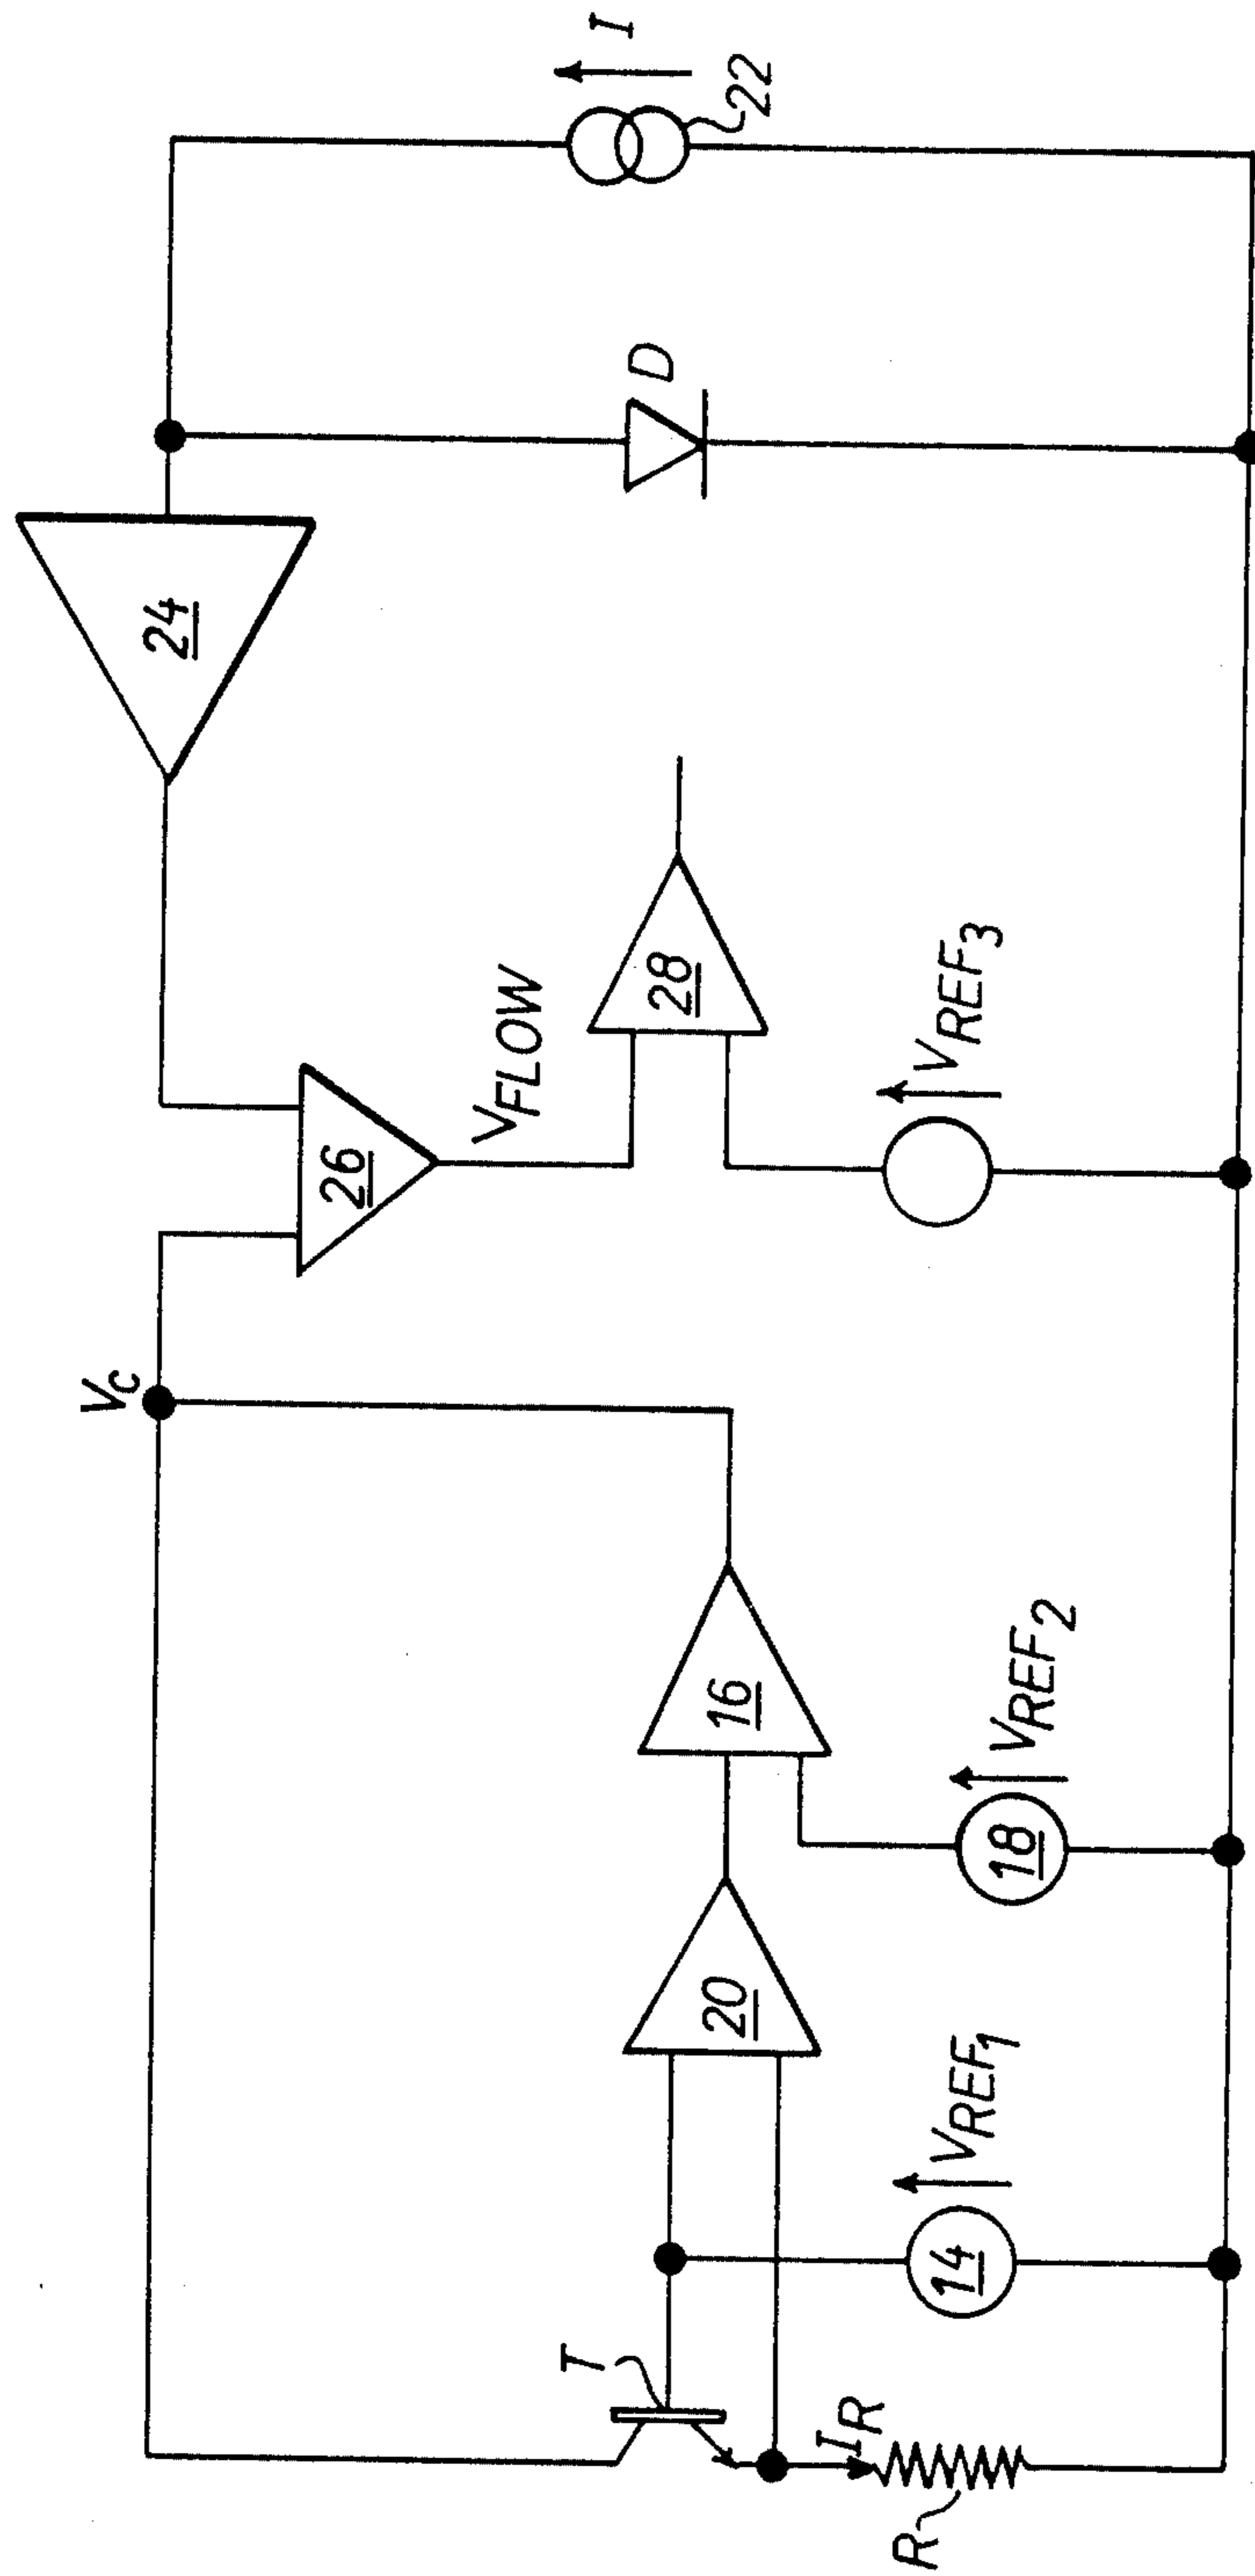 I
22
D
24
26
V_FLOW
28
V_REF3
V_C
16
V_REF2
18
20
V_REF1
14
T
I_R
R